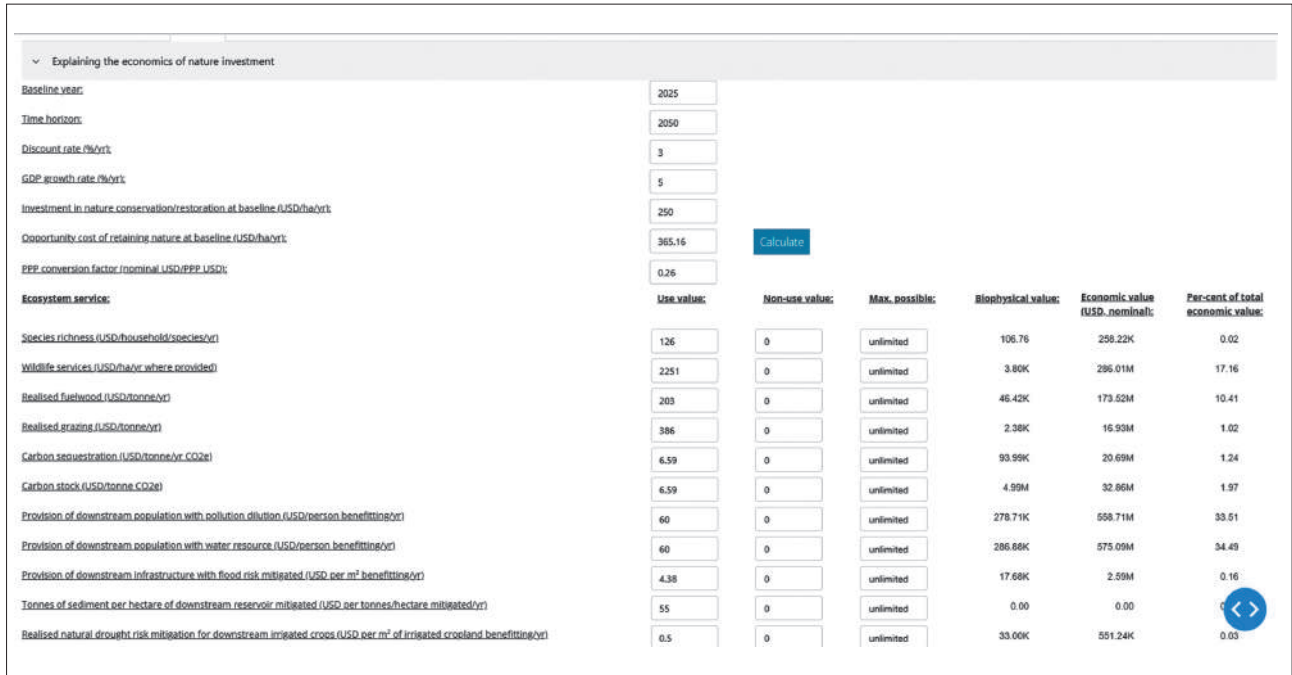 Explaining the economics of nature investment
Baseline year: 2025
Time horizon: 2050
Discount rate (%/yr): 3
GDP growth rate (%/yr): 5
Investment in nature conservation/restoration at baseline (USD/ha/yr): 250
Opportunity cost of retaining nature at baseline (USD/ha/yr): 365.16 Calculate
PPP conversion factor (nominal USD/PPP USD): 0.26
Ecosystem service: Use value: Non-use value: Max. possible: Biophysical value: Economic value (USD, nominal): Per-cent of total economic value:
Species richness (USD/household/species/yr) 126 0 unlimited 106.76 258.22K 0.02
Wildlife services (USD/ha/yr where provided) 2251 0 unlimited 3.80K 286.01M 17.16
Realised fuelwood (USD/tonne/yr) 203 0 unlimited 46.42K 173.52M 10.41
Realised grazing (USD/tonne/yr) 386 0 unlimited 2.38K 16.93M 1.02
Carbon sequestration (USD/tonne/yr CO2e) 6.59 0 unlimited 93.99K 20.69M 1.24
Carbon stock (USD/tonne CO2e) 6.59 0 unlimited 4.99M 32.86M 1.97
Provision of downstream population with pollution dilution (USD/person benefitting/yr) 60 0 unlimited 278.71K 558.71M 33.51
Provision of downstream population with water resource (USD/person benefitting/yr) 60 0 unlimited 286.88K 575.09M 34.49
Provision of downstream infrastructure with flood risk mitigated (USD per m² benefitting/yr) 4.38 0 unlimited 17.68K 2.59M 0.16
Tonnes of sediment per hectare of downstream reservoir mitigated (USD per tonnes/hectare mitigated/yr) 55 0 unlimited 0.00 0.00
Realised natural drought risk mitigation for downstream irrigated crops (USD per m² of irrigated cropland benefitting/yr) 0.5 0 unlimited 33.00K 551.24K 0.03